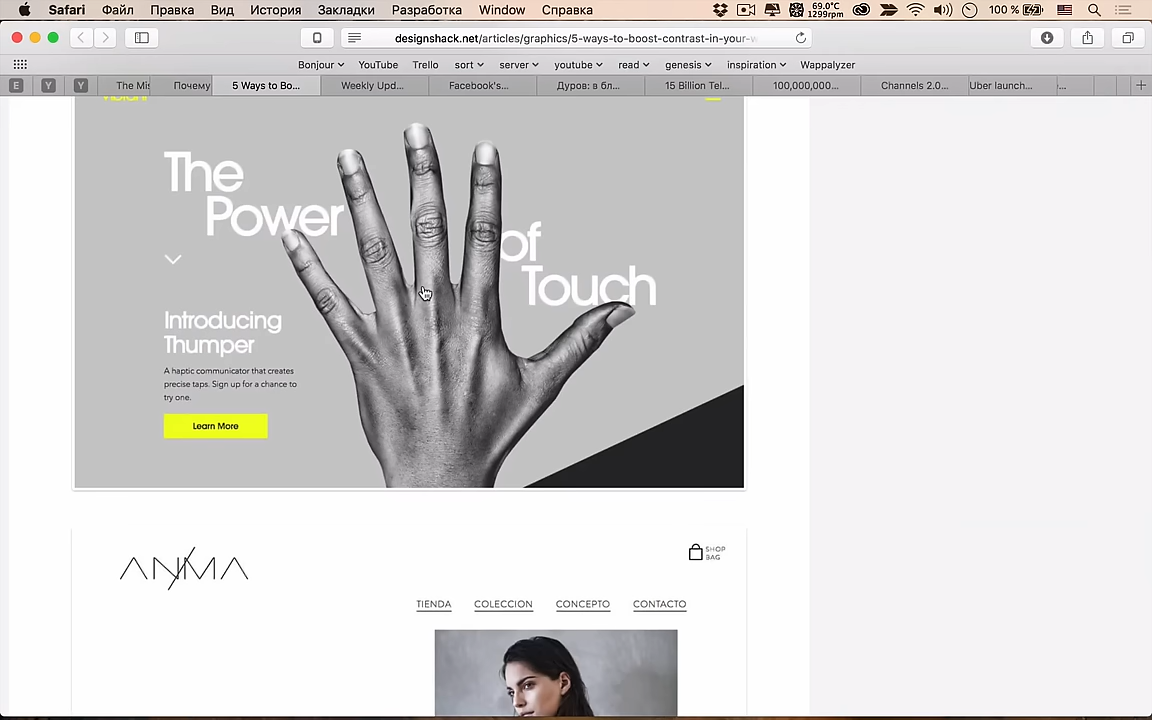 Safari Файл Правка Вид История Закладки Разработка Window Справка 69.0°C 100 %
1299rpm
designshack.net/articles/graphics/5-ways-to-boost-contrast-in-your-w
Bonjour YouTube Trello sort server youtube read genesis inspiration Wappalyzer
E Y Y The Mis Почему 5 Ways to Bo... Weekly Upd... Facebook's... Дуров: в бл... 15 Billion Tel... 100,000,000... Channels 2.0... Uber launch...
The
Power
of
Touch
Introducing
Thumper
A haptic communicator that creates
precise taps. Sign up for a chance to
try one.
Learn More
ANMA
SHOP
BAG
TIENDA COLECCION CONCEPTO CONTACTO